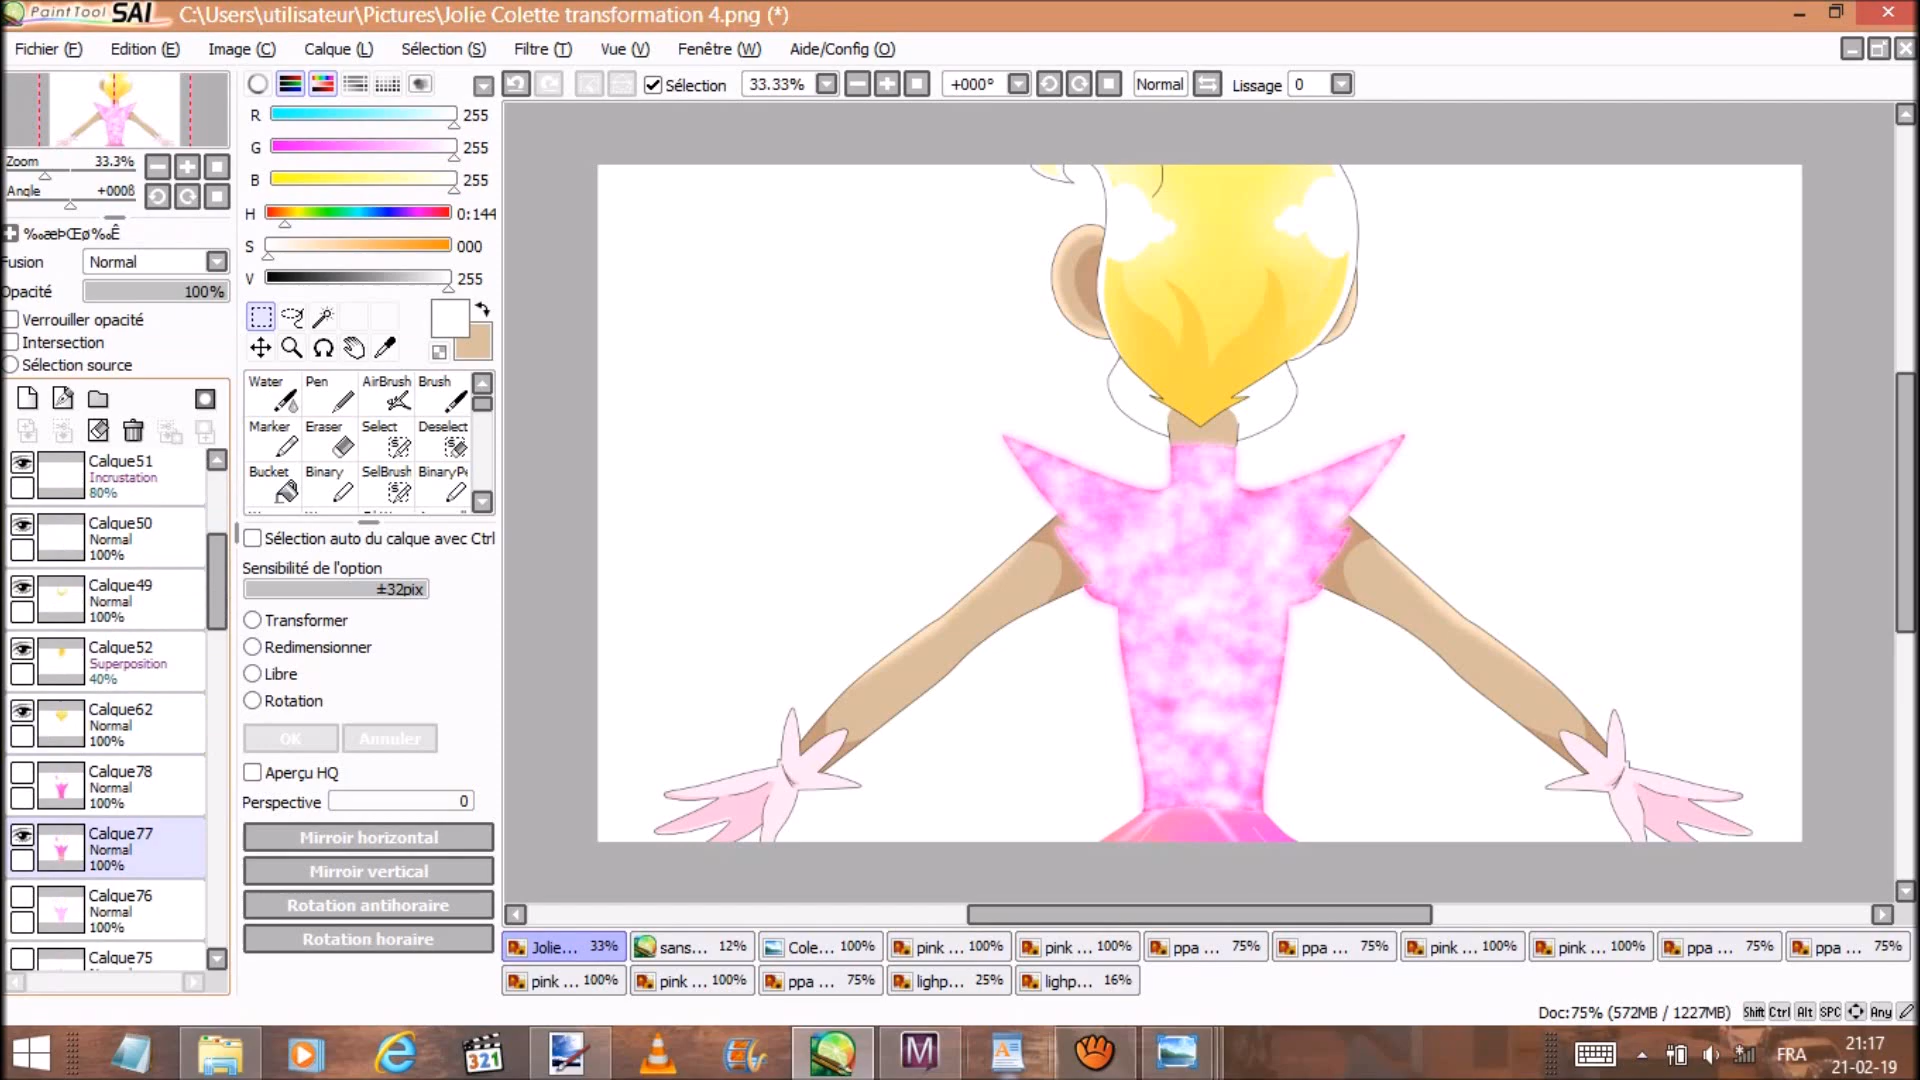 PaintTool SAI C:\Users\utilisateur\Pictures\Jolie Colette transformation 4.png (*)
Fichier (F) Edition (E) Image (C) Calque (L) Sélection (S) Filtre (T) Vue (V) Fenêtre (W) Aide/Config (O)
Sélection 33.33% +000° Normal Lissage 0
Zoom 33.3%
Angle +000ß
‰æÞŒø‰Ê
Fusion Normal
Opacité 100%
Verrouiller opacité
Intersection
Sélection source
Calque51
Incrustation
80%
Calque50
Normal
100%
Calque49
Normal
100%
Calque52
Superposition
40%
Calque62
Normal
100%
Calque78
Normal
100%
Calque77
Normal
100%
Calque76
Normal
100%
Calque75
R 255
G 255
B 255
H 0:144
S 000
V 255
Water Pen AirBrush Brush
Marker Eraser Select Deselect
Bucket Binary SelBrush BinaryPe
Sélection auto du calque avec Ctrl
Sensibilité de l'option
±32pix
Transformer
Redimensionner
Libre
Rotation
OK Annuler
Aperçu HQ
Perspective 0
Mirroir horizontal
Mirroir vertical
Rotation antihoraire
Rotation horaire
Jolie... 33% sans... 12% Cole... 100% pink ... 100% pink ... 100% ppa ... 75% ppa ... 75% pink ... 100% pink ... 100% ppa ... 75% ppa ... 75%
pink ... 100% pink ... 100% ppa ... 75% lighp... 25% lighp... 16%
Doc:75% (572MB / 1227MB) Shift Ctrl Alt SPC Any
321 M A FRA 21:17
21-02-19